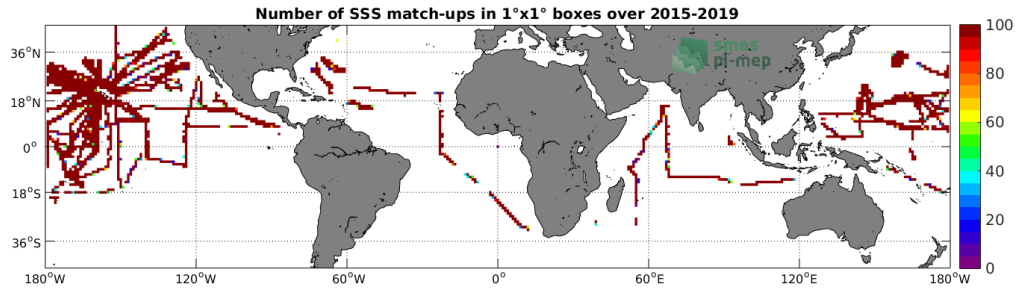 Number of SSS match-ups in 1°x1° boxes over 2015-2019
smos
pi-mep
36°N
18°N
0°
18°S
36°S
180°W 120°W 60°W 0° 60°E 120°E 180°W
100
80
60
40
20
0